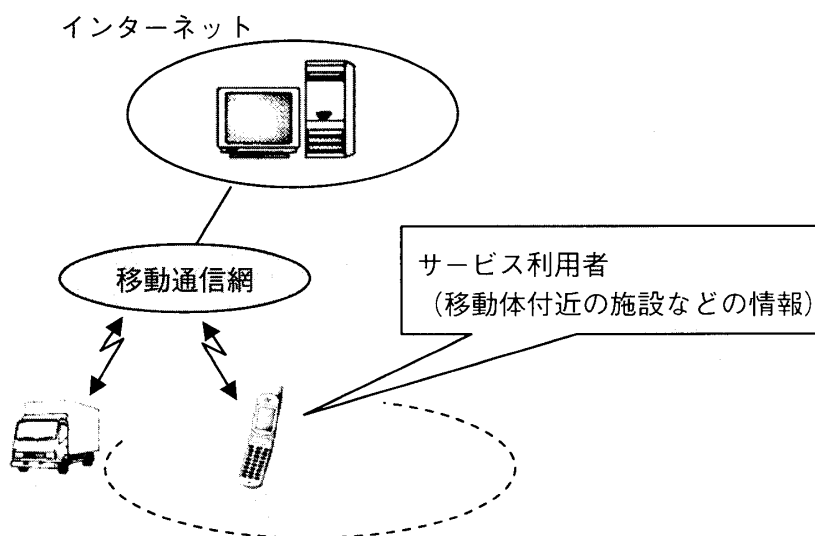 インターネット
移動通信網
サービス利用者
（移動体付近の施設などの情報）